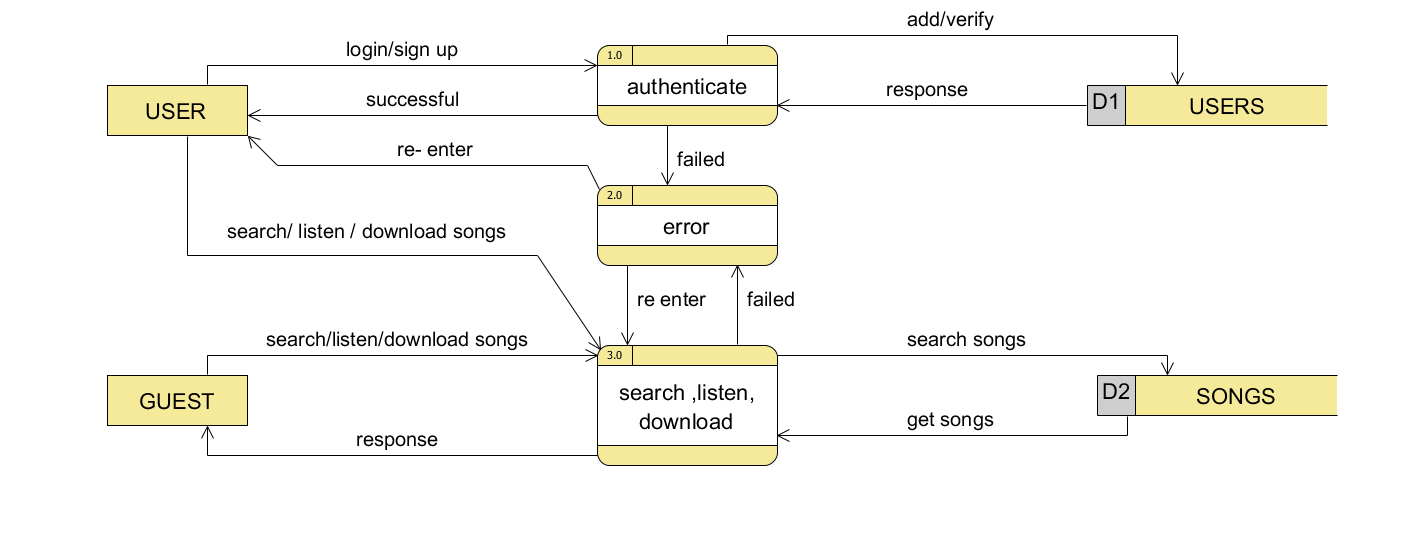 add/verify
login/sign up
1.0
authenticate
successful
response
D1
USERS
USER
re- enter
failed
2.0
error
search/ listen / download songs
re enter
failed
search/listen/download songs
3.0
search songs
search ,listen,
download
D2
SONGS
GUEST
get songs
response